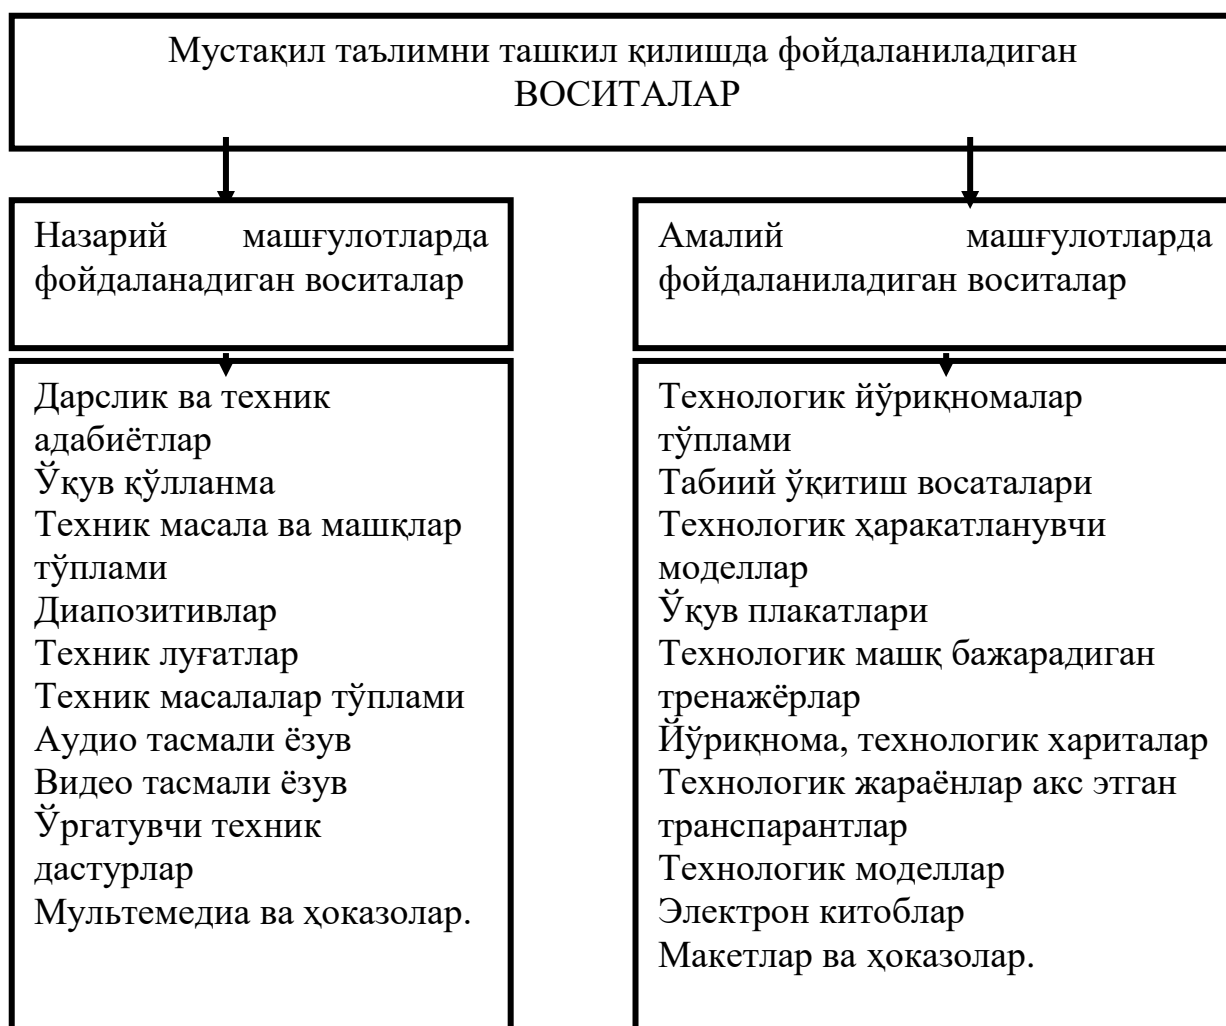 Мустақил таълимни ташкил қилишда фойдаланиладиган
ВОСИТАЛАР
Назарий машғулотларда
фойдаланадиган воситалар
Амалий машғулотларда
фойдаланиладиган воситалар
Дарслик ва техник
адабиётлар
Ўқув қўлланма
Техник масала ва машқлар
тўплами
Диапозитивлар
Техник луғатлар
Техник масалалар тўплами
Аудио тасмали ёзув
Видео тасмали ёзув
Ўргатувчи техник
дастурлар
Мультемедиа ва ҳоказолар.
Технологик йўриқномалар
тўплами
Табиий ўқитиш восаталари
Технологик ҳаракатланувчи
моделлар
Ўқув плакатлари
Технологик машқ бажарадиган
тренажёрлар
Йўриқнома, технологик хариталар
Технологик жараёнлар акс этган
транспарантлар
Технологик моделлар
Электрон китоблар
Макетлар ва ҳоказолар.